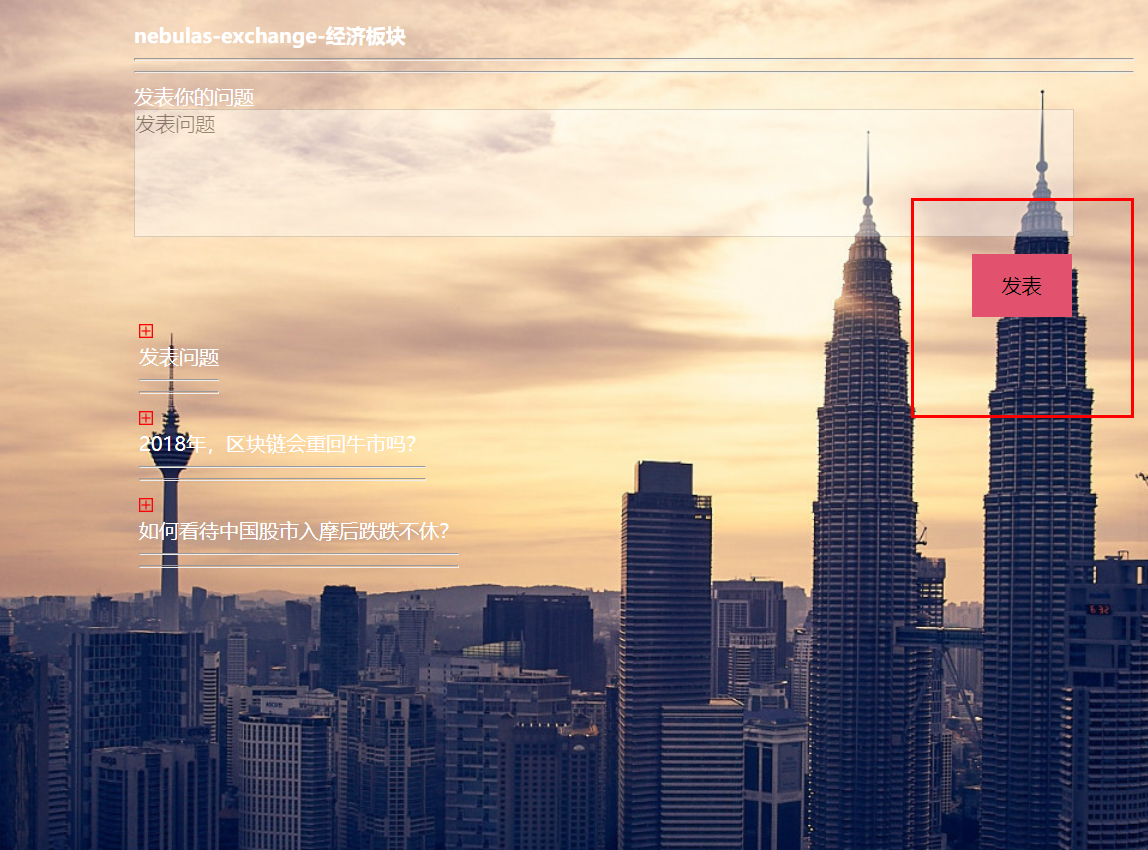 nebulas-exchange-经济板块
发表你的问题
发表问题
发表
发表问题
2018年，区块链会重回牛市吗？
如何看待中国股市入摩后跌跌不休？
6:32